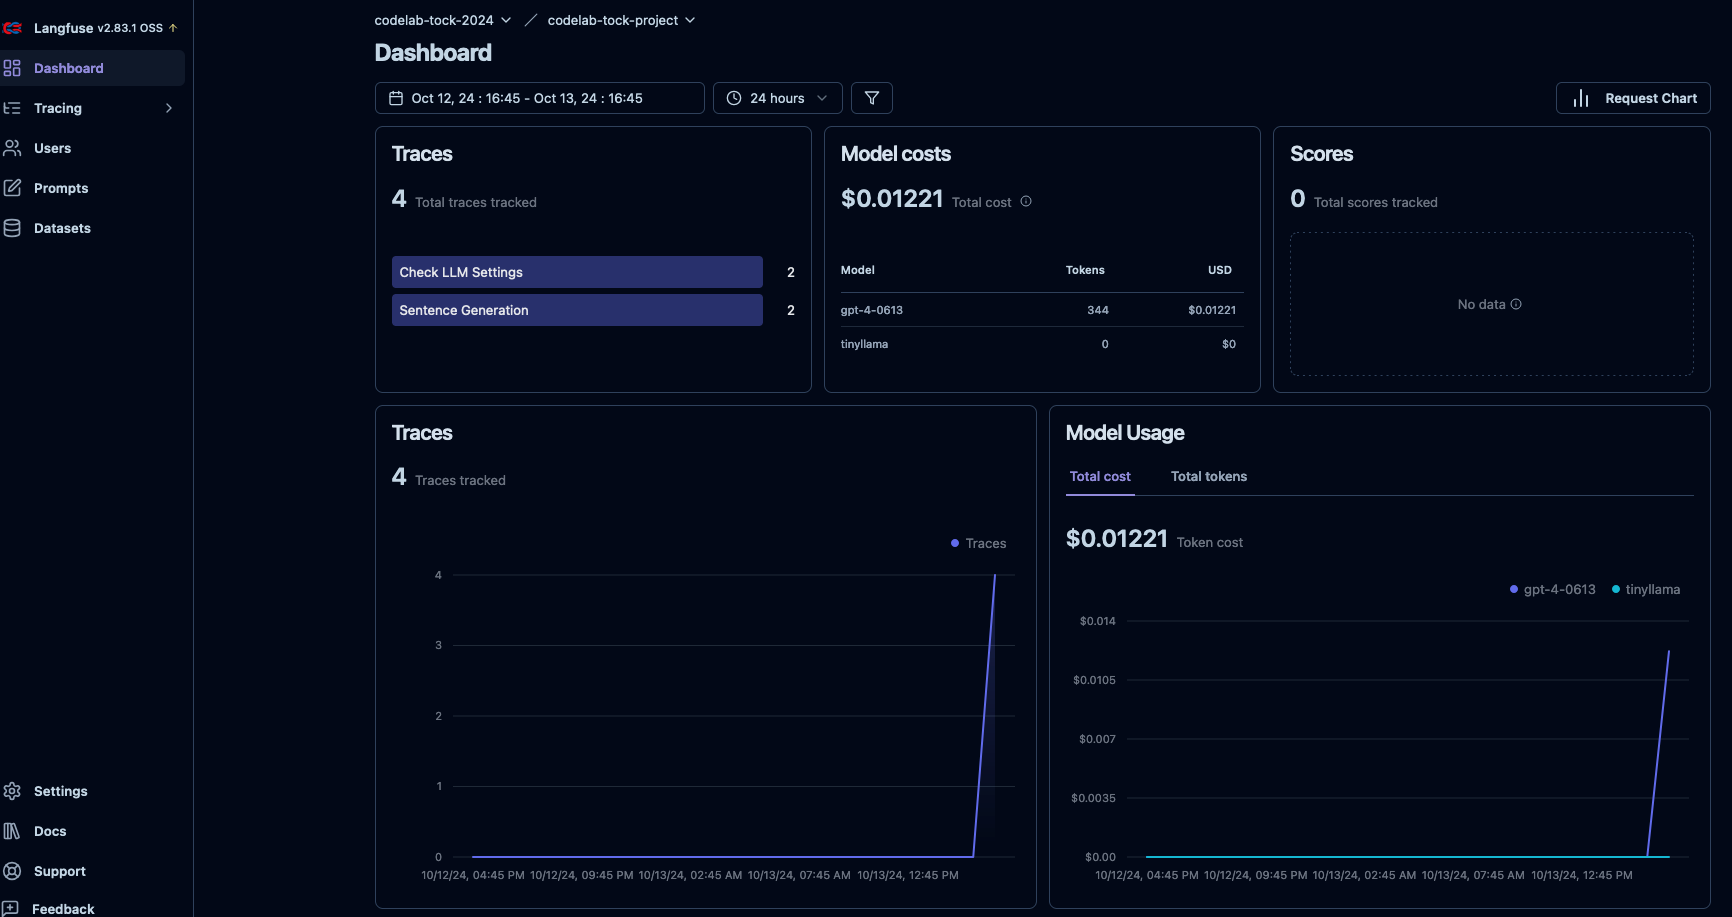 Langfuse v2.83.1 OSS ↑
Dashboard
Tracing
Users
Prompts
Datasets
Settings
Docs
Support
Feedback
codelab-tock-2024 / codelab-tock-project
Dashboard
Oct 12, 24 : 16:45 - Oct 13, 24 : 16:45
24 hours
Request Chart
Traces
4 Total traces tracked
Check LLM Settings 2
Sentence Generation 2
Model costs
$0.01221 Total cost
Model Tokens USD
gpt-4-0613 344 $0.01221
tinyllama 0 $0
Scores
0 Total scores tracked
No data
Traces
4 Traces tracked
Traces
4
3
2
1
0
10/12/24, 04:45 PM 10/12/24, 09:45 PM 10/13/24, 02:45 AM 10/13/24, 07:45 AM 10/13/24, 12:45 PM
Model Usage
Total cost Total tokens
$0.01221 Token cost
gpt-4-0613 tinyllama
$0.014
$0.0105
$0.007
$0.0035
$0.00
10/12/24, 04:45 PM 10/12/24, 09:45 PM 10/13/24, 02:45 AM 10/13/24, 07:45 AM 10/13/24, 12:45 PM